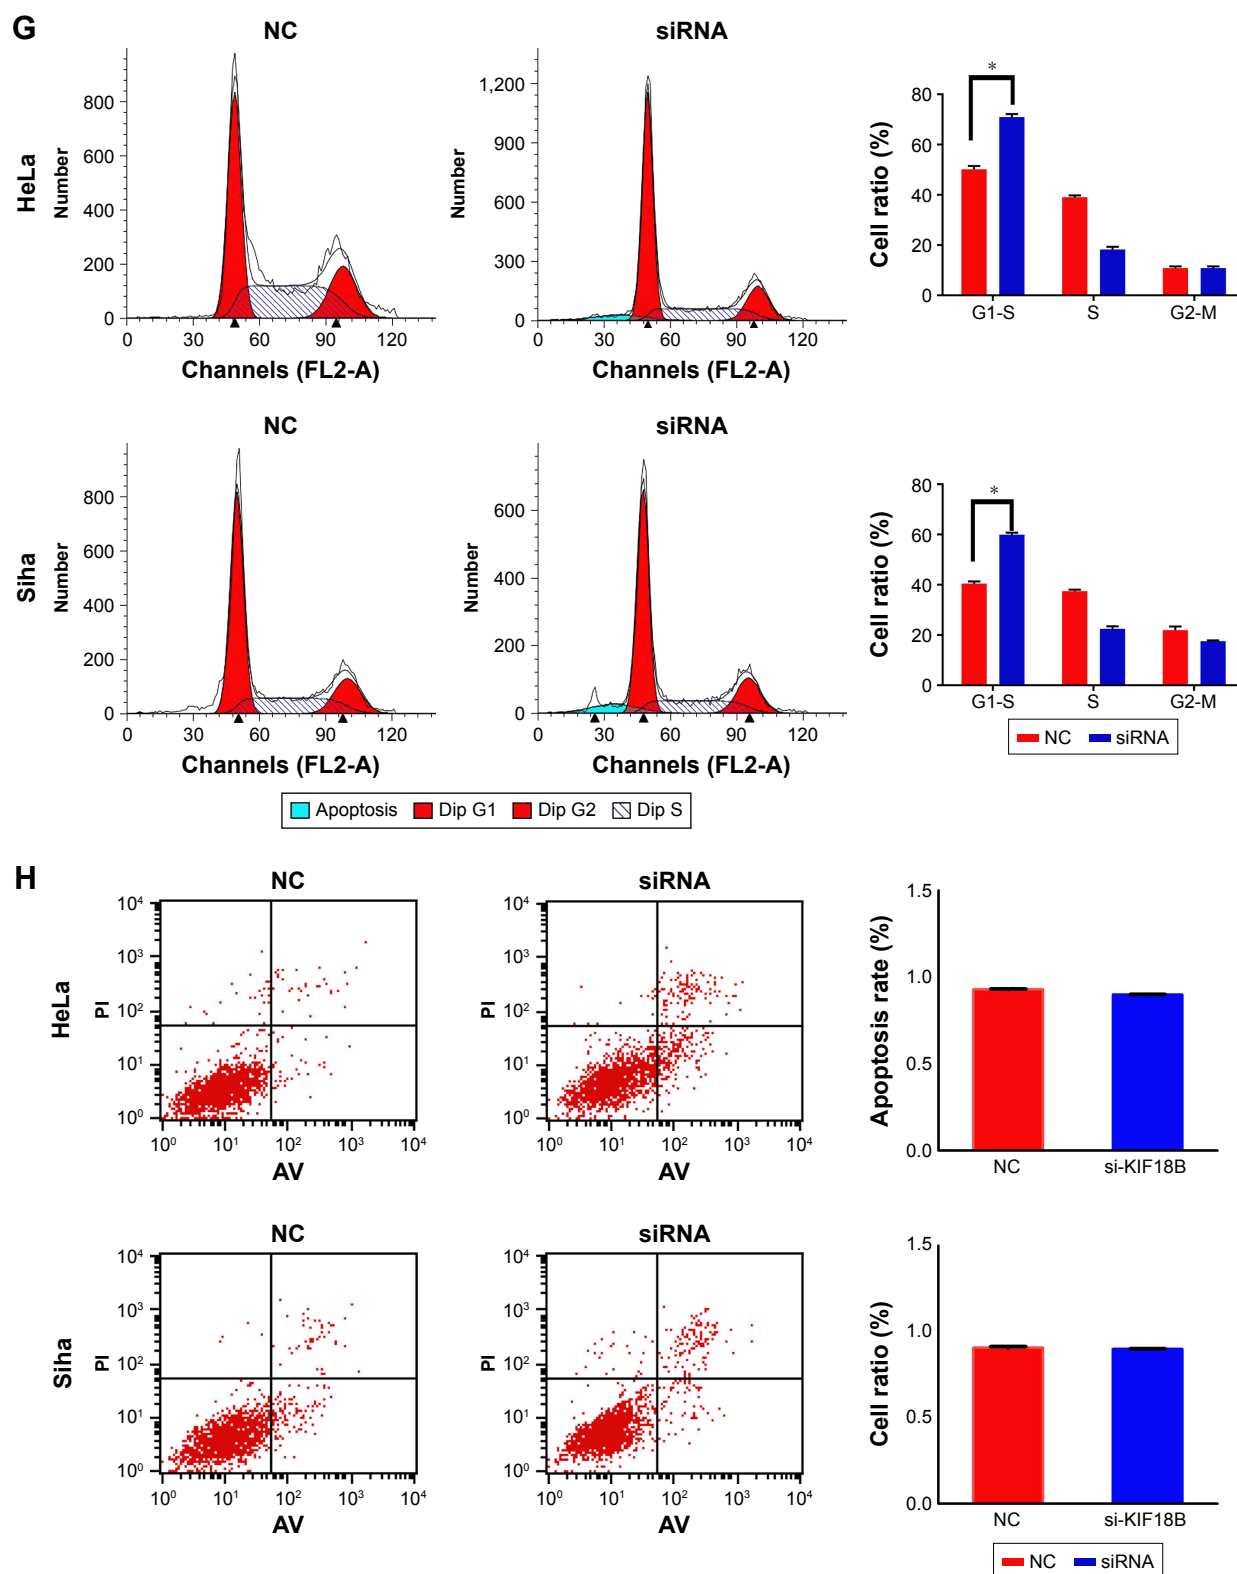 G
NC
siRNA
HeLa
Number
800
600
400
200
0
0 30 60 90 120
Channels (FL2-A)
Number
1,200
900
600
300
0
0 30 60 90 120
Channels (FL2-A)
Cell ratio (%)
80
60
40
20
0
*
G1-S S G2-M
NC
siRNA
Siha
Number
800
600
400
200
0
0 30 60 90 120
Channels (FL2-A)
Number
600
400
200
0
0 30 60 90 120
Channels (FL2-A)
Cell ratio (%)
80
60
40
20
0
*
G1-S S G2-M
NC siRNA
Apoptosis Dip G1 Dip G2 Dip S
H
NC
siRNA
HeLa
PI
10⁴
10³
10²
10¹
10⁰
10⁰ 10¹ 10² 10³ 10⁴
AV
PI
10⁴
10³
10²
10¹
10⁰
10⁰ 10¹ 10² 10³ 10⁴
AV
Apoptosis rate (%)
1.5
1.0
0.5
0.0
NC si-KIF18B
NC
siRNA
Siha
PI
10⁴
10³
10²
10¹
10⁰
10⁰ 10¹ 10² 10³ 10⁴
AV
PI
10⁴
10³
10²
10¹
10⁰
10⁰ 10¹ 10² 10³ 10⁴
AV
Cell ratio (%)
1.5
1.0
0.5
0.0
NC si-KIF18B
NC siRNA